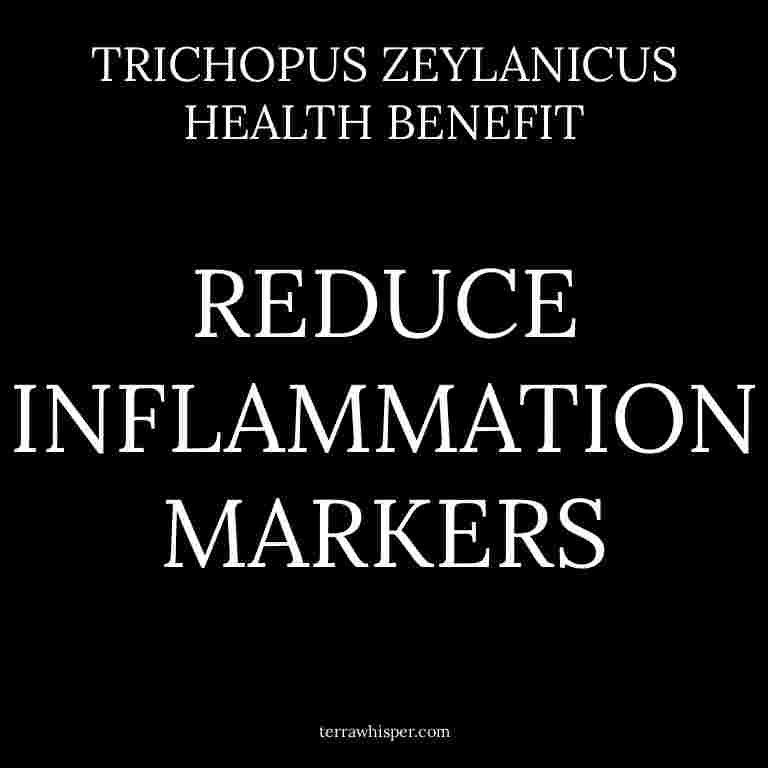 TRICHOPUS ZEYLANICUS
HEALTH BENEFIT
REDUCE
INFLAMMATION
MARKERS
terrawhisper.com